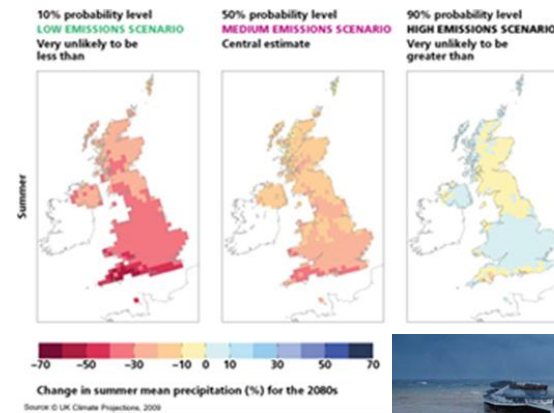 10% probability level
LOW EMISSIONS SCENARIO
Very unlikely to be
less than
50% probability level
MEDIUM EMISSIONS SCENARIO
Central estimate
90% probability level
HIGH EMISSIONS SCENARIO
Very unlikely to be
greater than
Summer
–70 –50 –30 –10 0 10 30 50 70
Change in summer mean precipitation (%) for the 2080s
Source © UK Climate Projections, 2009